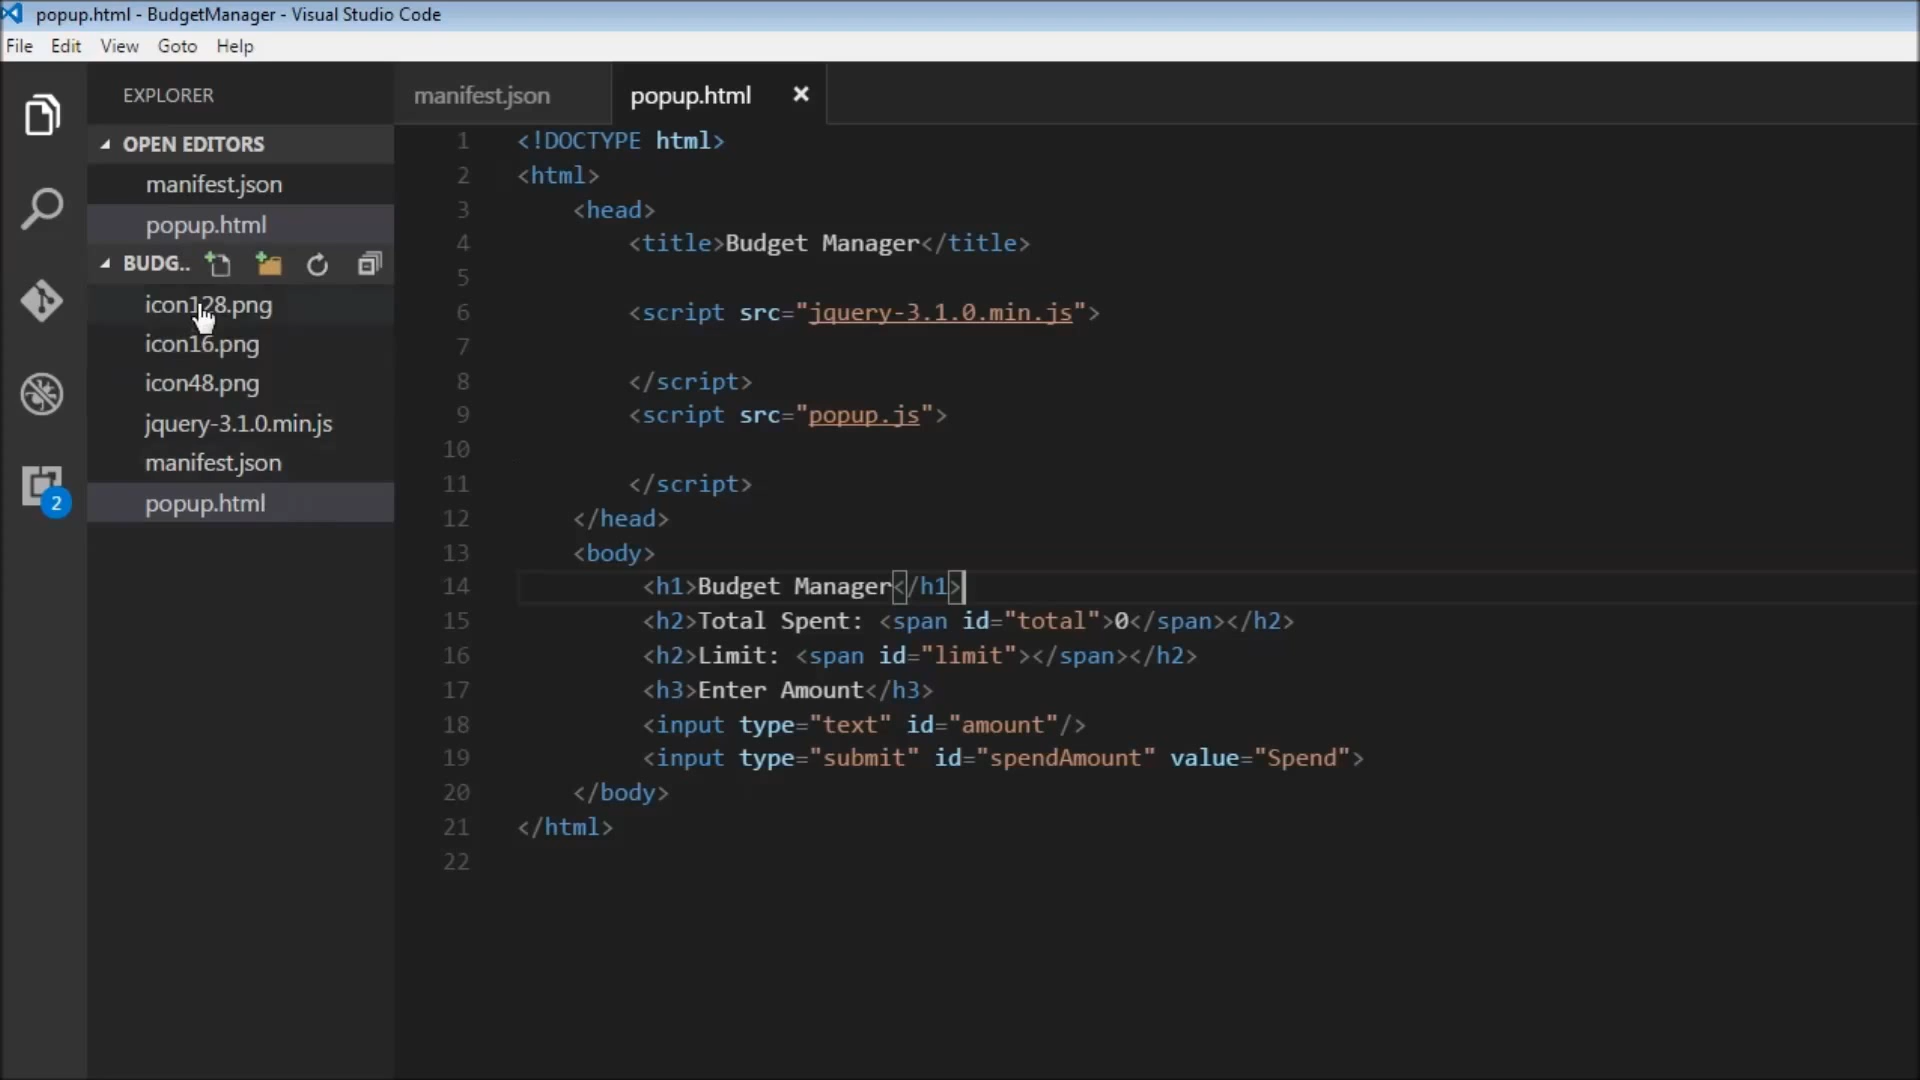 popup.html - BudgetManager - Visual Studio Code
File Edit View Goto Help
EXPLORER
OPEN EDITORS
manifest.json
popup.html
BUDG..
icon128.png
icon16.png
icon48.png
jquery-3.1.0.min.js
manifest.json
popup.html
2
manifest.json popup.html
1 <!DOCTYPE html>
2 <html>
3 <head>
4 <title>Budget Manager</title>
5
6 <script src="jquery-3.1.0.min.js">
7
8 </script>
9 <script src="popup.js">
10
11 </script>
12 </head>
13 <body>
14 <h1>Budget Manager</h1>
15 <h2>Total Spent: <span id="total">0</span></h2>
16 <h2>Limit: <span id="limit"></span></h2>
17 <h3>Enter Amount</h3>
18 <input type="text" id="amount"/>
19 <input type="submit" id="spendAmount" value="Spend">
20 </body>
21 </html>
22